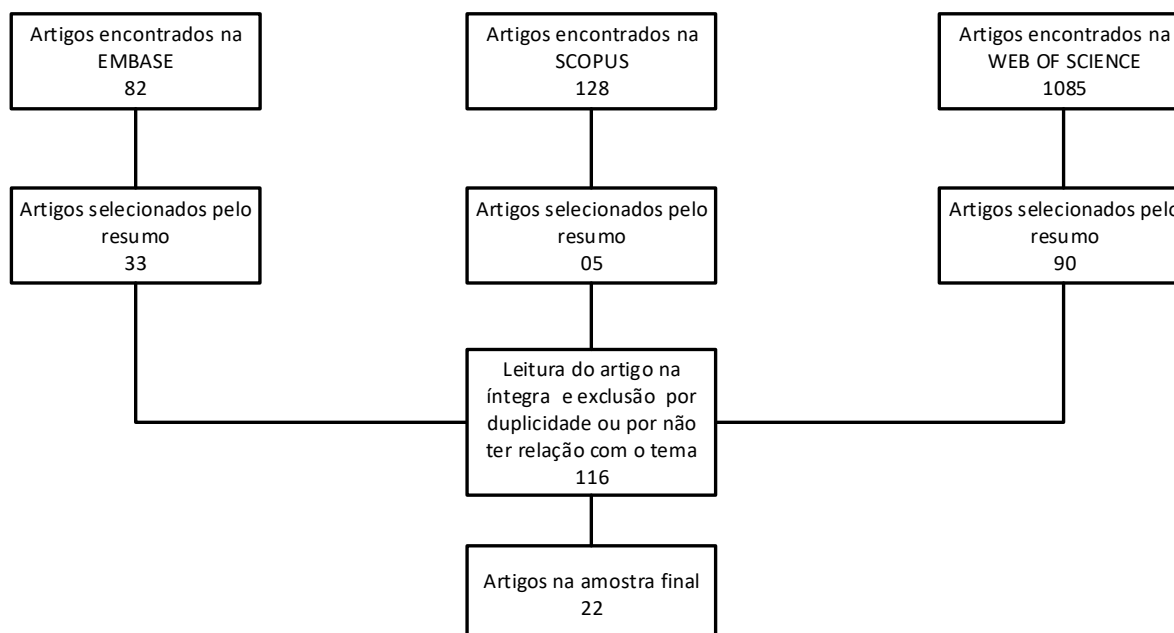 Artigos encontrados na
EMBASE
82
Artigos encontrados na
SCOPUS
128
Artigos encontrados na
WEB OF SCIENCE
1085
Artigos selecionados pelo
resumo
33
Artigos selecionados pelo
resumo
05
Artigos selecionados pelo
resumo
90
Leitura do artigo na
íntegra e exclusão por
duplicidade ou por não
ter relação com o tema
116
Artigos na amostra final
22